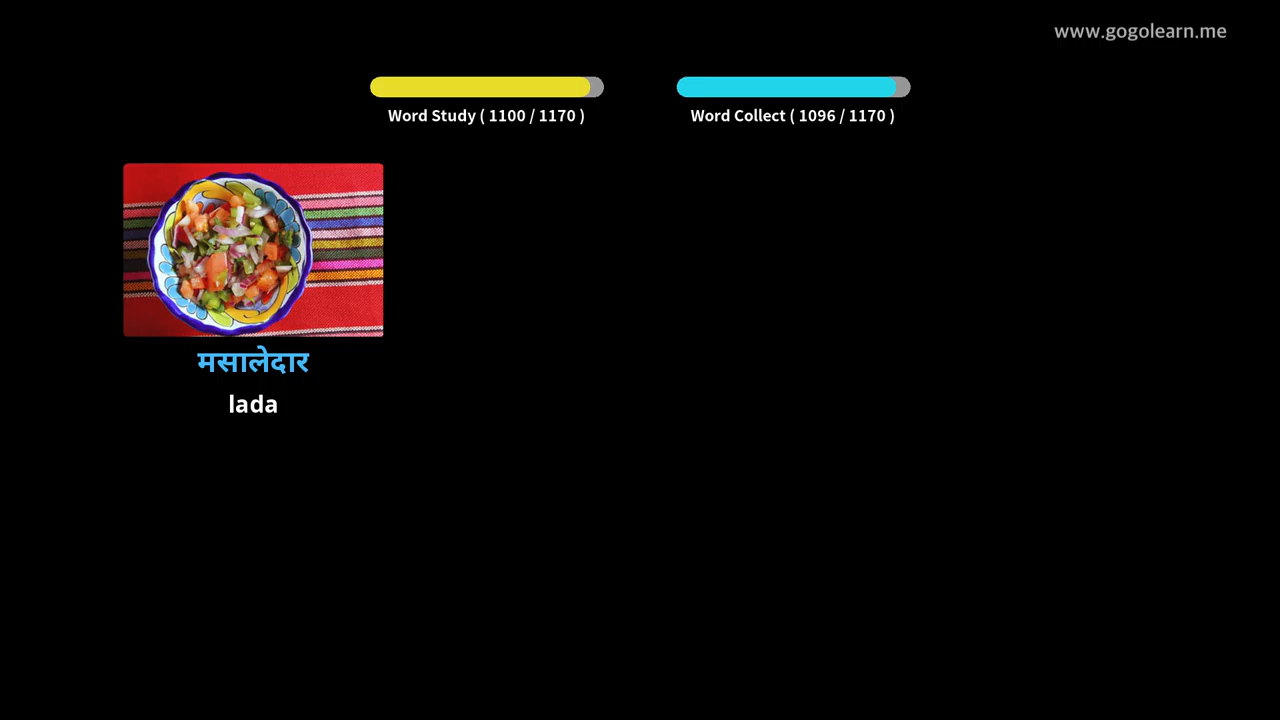 www.gogolearn.me
Word Study ( 1100 / 1170 )
Word Collect ( 1096 / 1170 )
मसालेदार
lada